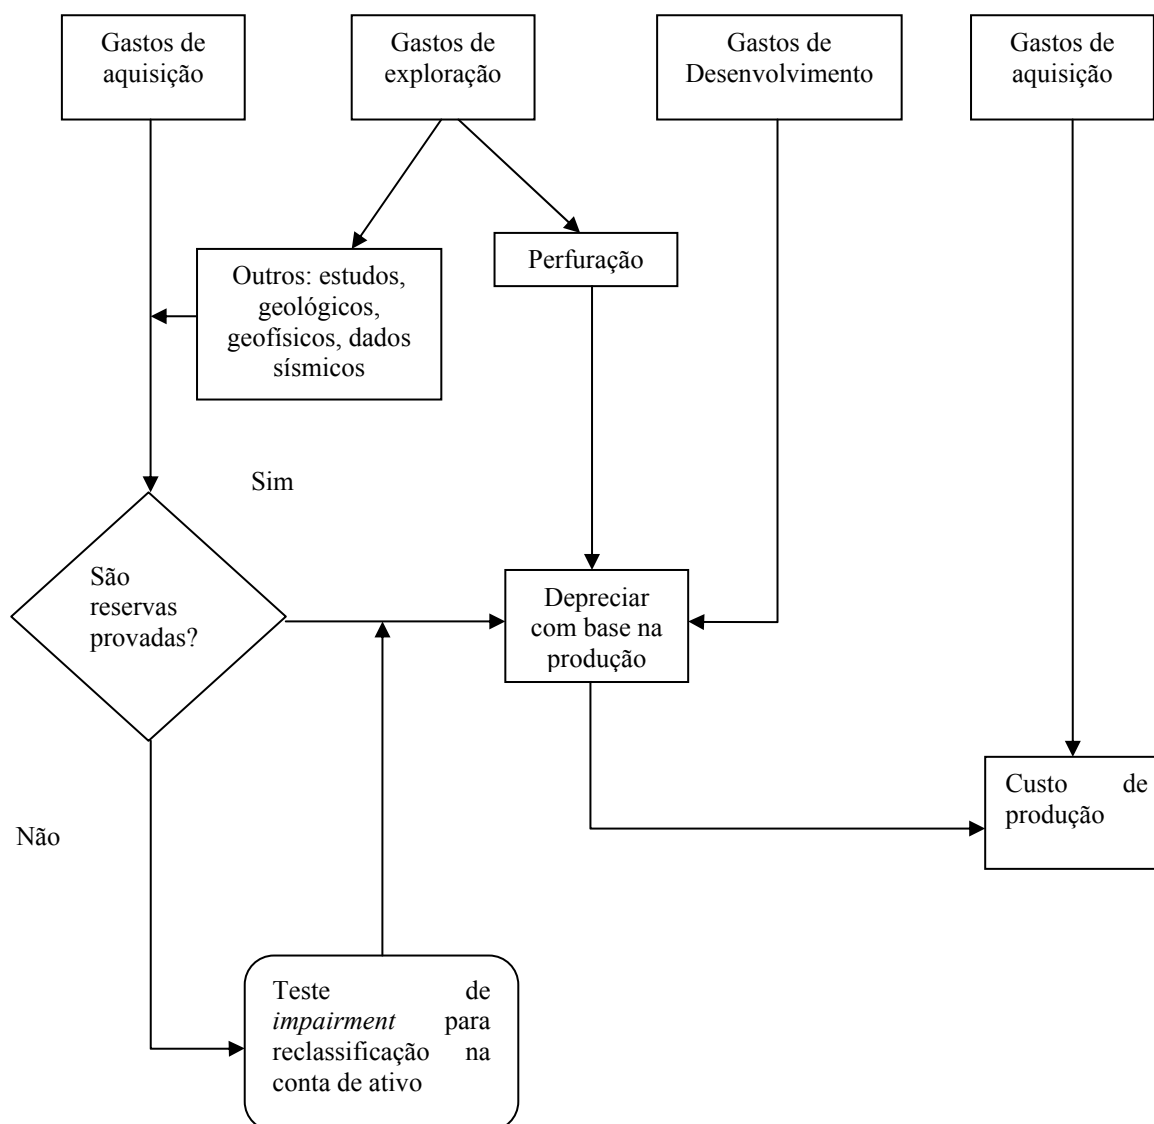 Gastos de
aquisição
Gastos de
exploração
Gastos de
Desenvolvimento
Gastos de
aquisição
Perfuração
Outros: estudos,
geológicos,
geofísicos, dados
sísmicos
Sim
São
reservas
provadas?
Depreciar
com base na
produção
Custo de
produção
Não
Teste de
impairment para
reclassificação na
conta de ativo